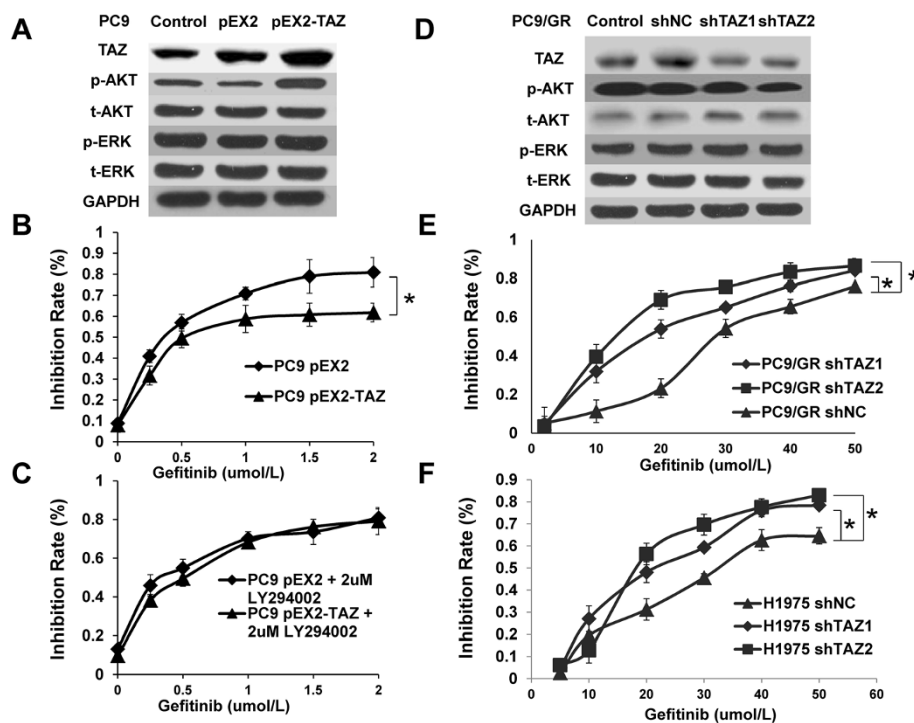 A
PC9 Control pEX2 pEX2-TAZ
TAZ
p-AKT
t-AKT
p-ERK
t-ERK
GAPDH
B
Inhibition Rate (%)
0.9
0.8
0.7
0.6
0.5
0.4
0.3
0.2
0.1
0
*
PC9 pEX2
PC9 pEX2-TAZ
0 0.5 1.0 1.5 2
Gefitinib (umol/L)
C
Inhibition Rate (%)
1
0.8
0.6
0.4
0.2
0
PC9 pEX2 + 2uM
LY294002
PC9 pEX2-TAZ +
2uM LY294002
0 0.5 1.0 1.5 2
Gefitinib (umol/L)
D
PC9/GR Control shNC shTAZ1 shTAZ2
TAZ
p-AKT
t-AKT
p-ERK
t-ERK
GAPDH
E
Inhibition Rate (%)
1
0.8
0.6
0.4
0.2
0
* *
PC9/GR shTAZ1
PC9/GR shTAZ2
PC9/GR shNC
0 10 20 30 40 50
Gefitinib (umol/L)
F
Inhibition Rate (%)
0.9
0.8
0.7
0.6
0.5
0.4
0.3
0.2
0.1
0
* *
H1975 shNC
H1975 shTAZ1
H1975 shTAZ2
0 10 20 30 40 50 60
Gefitinib (umol/L)